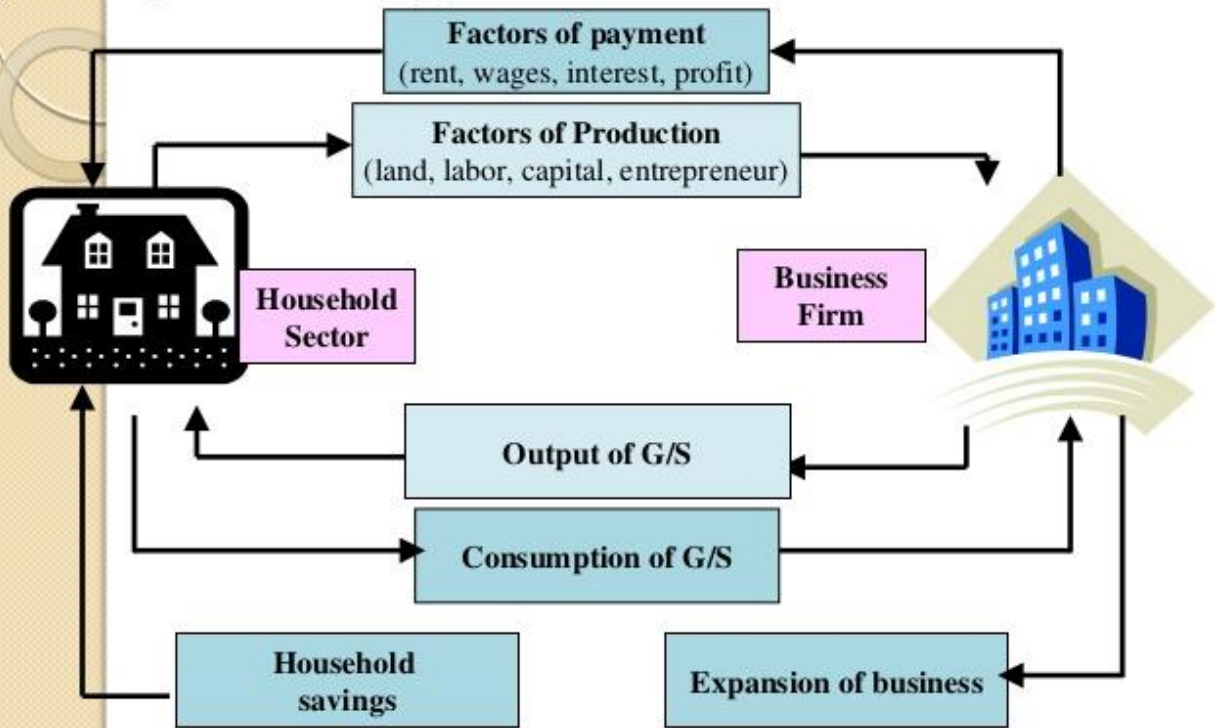 Factors of payment
(rent, wages, interest, profit)
Factors of Production
(land, labor, capital, entrepreneur)
Household
Sector
Business
Firm
Output of G/S
Consumption of G/S
Household
savings
Expansion of business